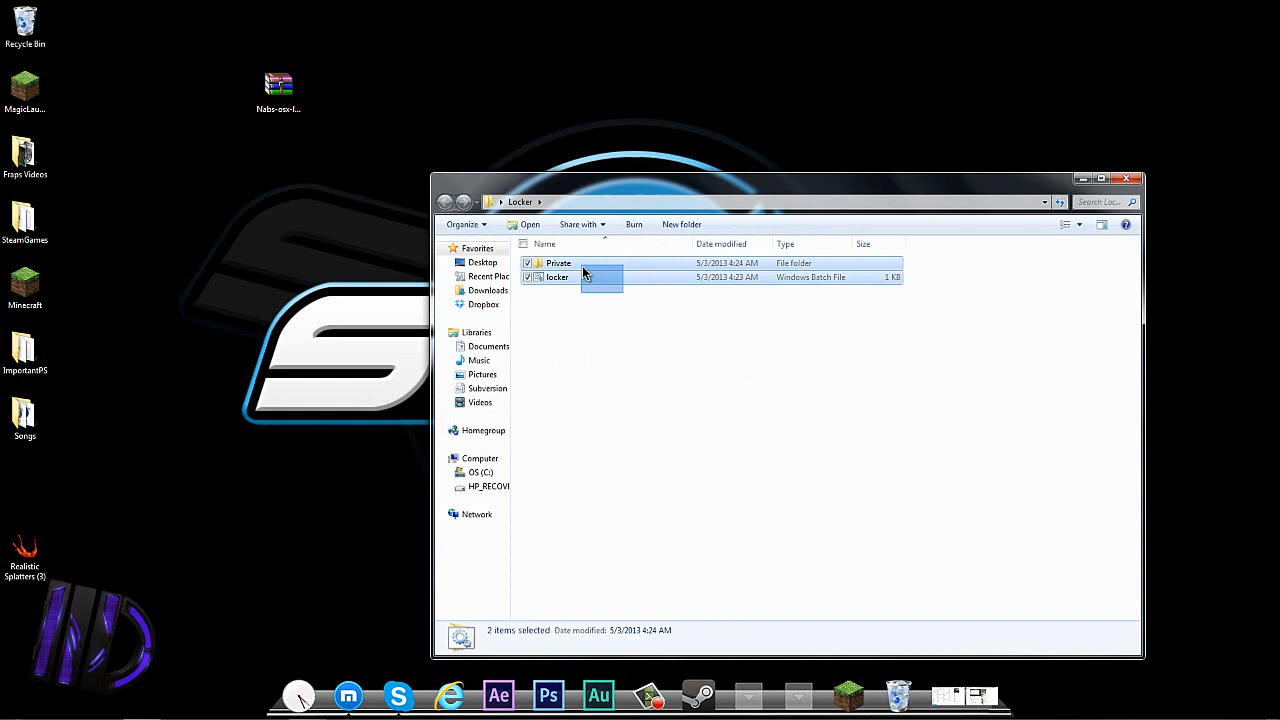 Recycle Bin
MagicLau...
Fraps Videos
SteamGames
Minecraft
ImportantPS
Songs
Realistic
Splatters (3)
Nabs-osx-l...
Locker
Search Loc...
Organize
Open
Share with
Burn
New folder
Favorites
Desktop
Recent Plac
Downloads
Dropbox
Libraries
Documents
Music
Pictures
Subversion
Videos
Homegroup
Computer
OS (C:)
HP_RECOVI
Network
Name Date modified Type Size
Private 5/3/2013 4:24 AM File folder
locker 5/3/2013 4:23 AM Windows Batch File 1 KB
2 items selected Date modified: 5/3/2013 4:24 AM
Ae Ps Au